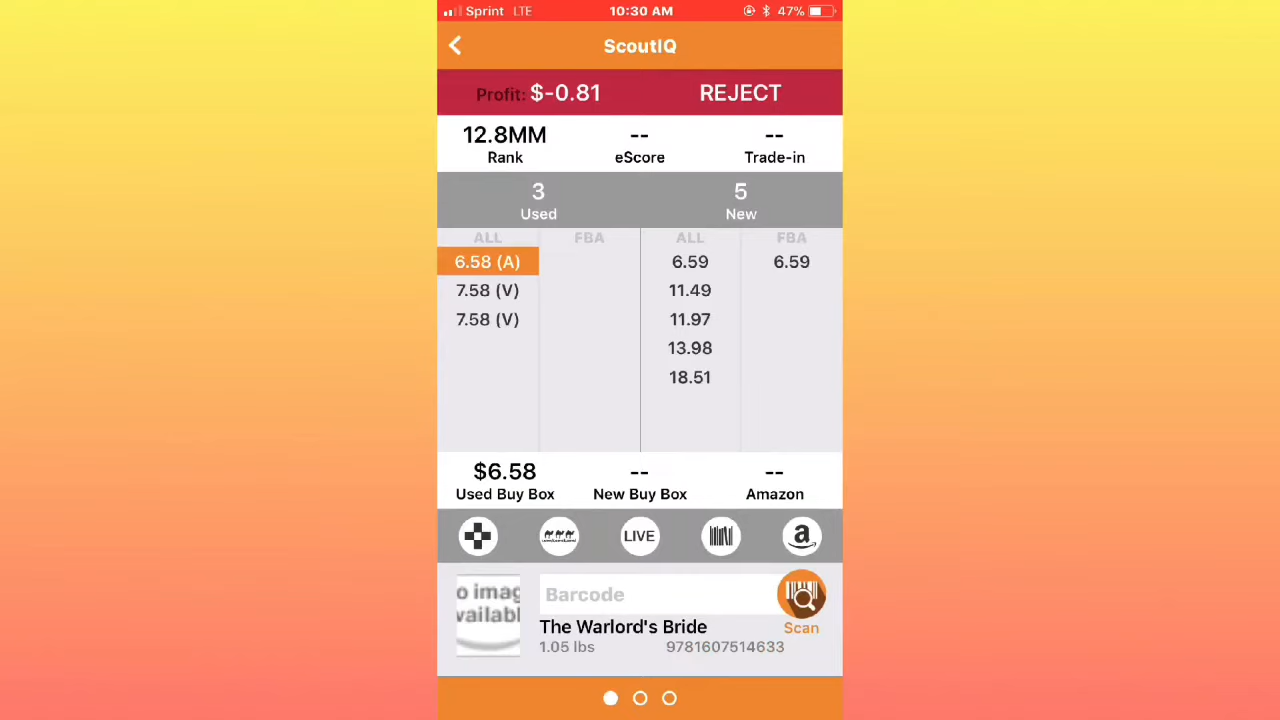 Sprint LTE 10:30 AM 47%
ScoutIQ
Profit: $-0.81 REJECT
12.8MM -- --
Rank eScore Trade-in
3 5
Used New
ALL FBA ALL FBA
6.58 (A) 6.59 6.59
7.58 (V) 11.49
7.58 (V) 11.97
13.98
18.51
$6.58 -- --
Used Buy Box New Buy Box Amazon
LIVE a
o imag
vailabl
Barcode
The Warlord's Bride
Scan
1.05 lbs 9781607514633